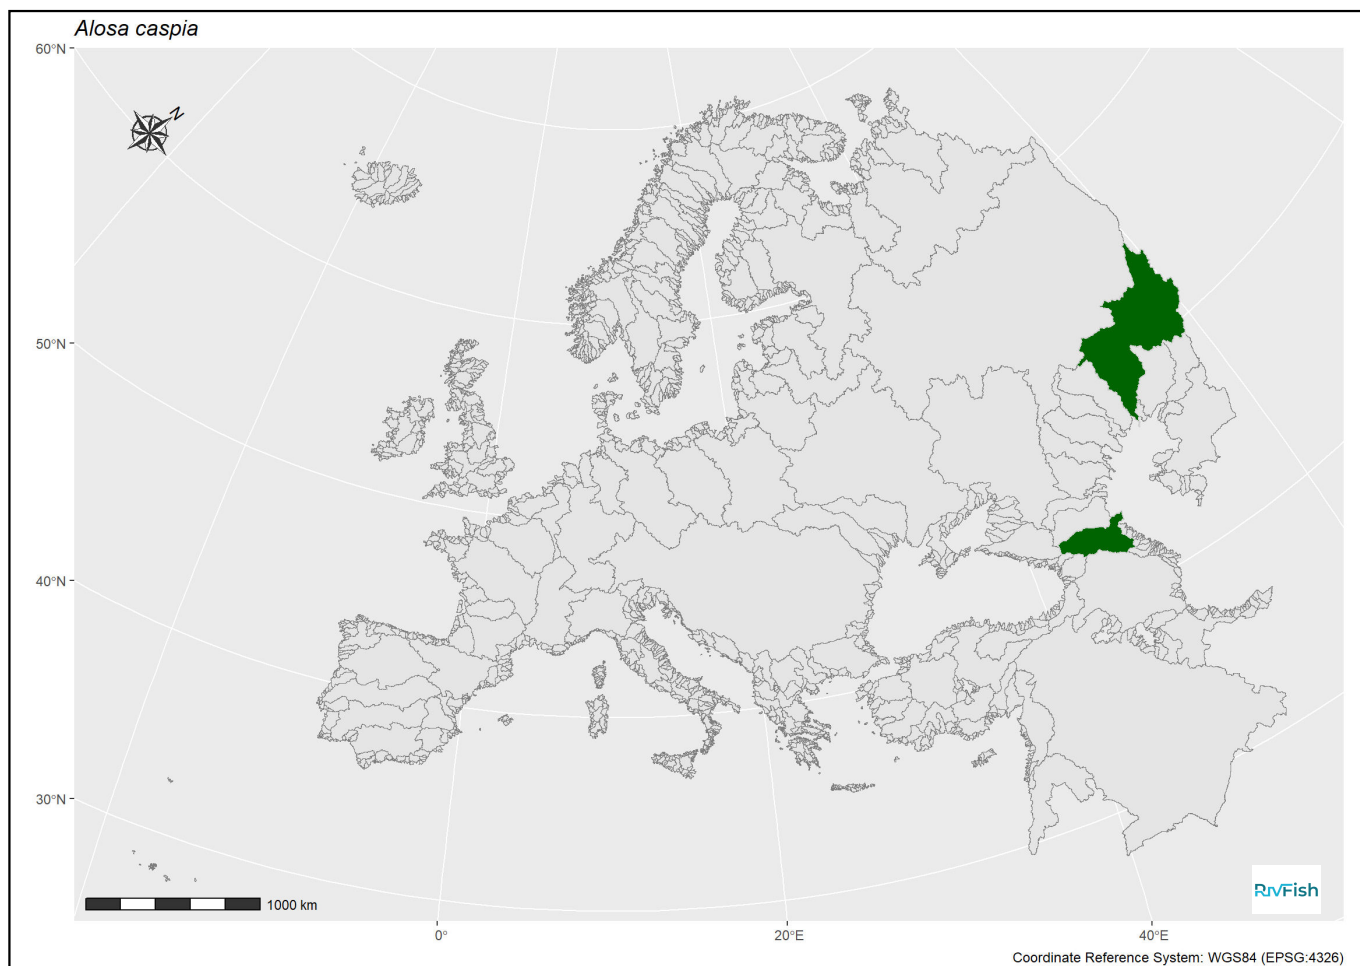 Alosa caspia
60°N
N
50°N
40°N
30°N
1000 km
RIVFish
0°
20°E
40°E
Coordinate Reference System: WGS84 (EPSG:4326)